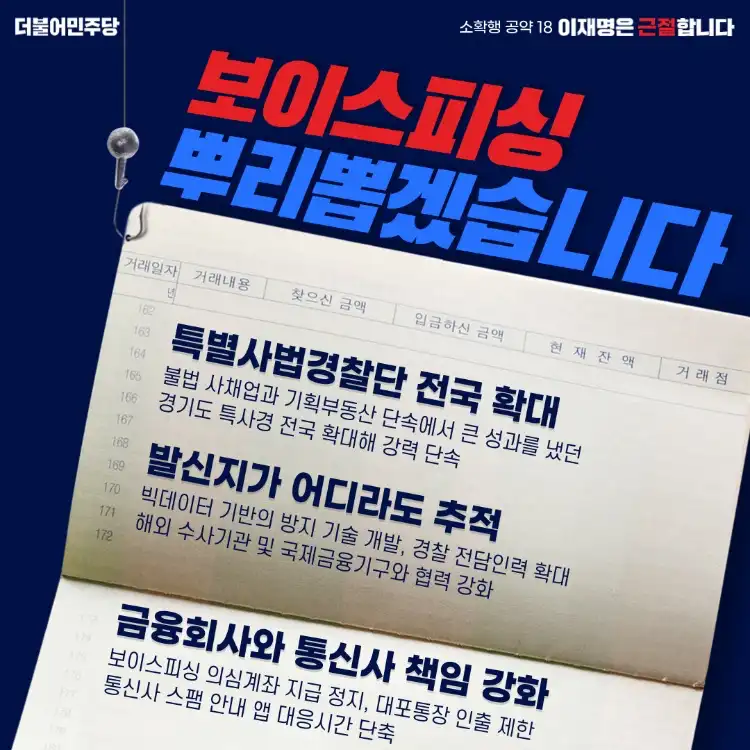 더불어민주당
소확행 공약 18 이재명은 근절합니다
보이스피싱
뿌리뽑겠습니다
거래일자 거래내용 찾으신 금액 입금하신 금액 현재잔액 거래점
년
162
163
164
165
166
167
168
169
170
171
172
특별사법경찰단 전국 확대
불법 사채업과 기획부동산 단속에서 큰 성과를 냈던
경기도 특사경 전국 확대해 강력 단속
발신지가 어디라도 추적
빅데이터 기반의 방지 기술 개발, 경찰 전담인력 확대
해외 수사기관 및 국제금융기구와 협력 강화
금융회사와 통신사 책임 강화
보이스피싱 의심계좌 지급 정지, 대포통장 인출 제한
통신사 스팸 안내 앱 대응시간 단축